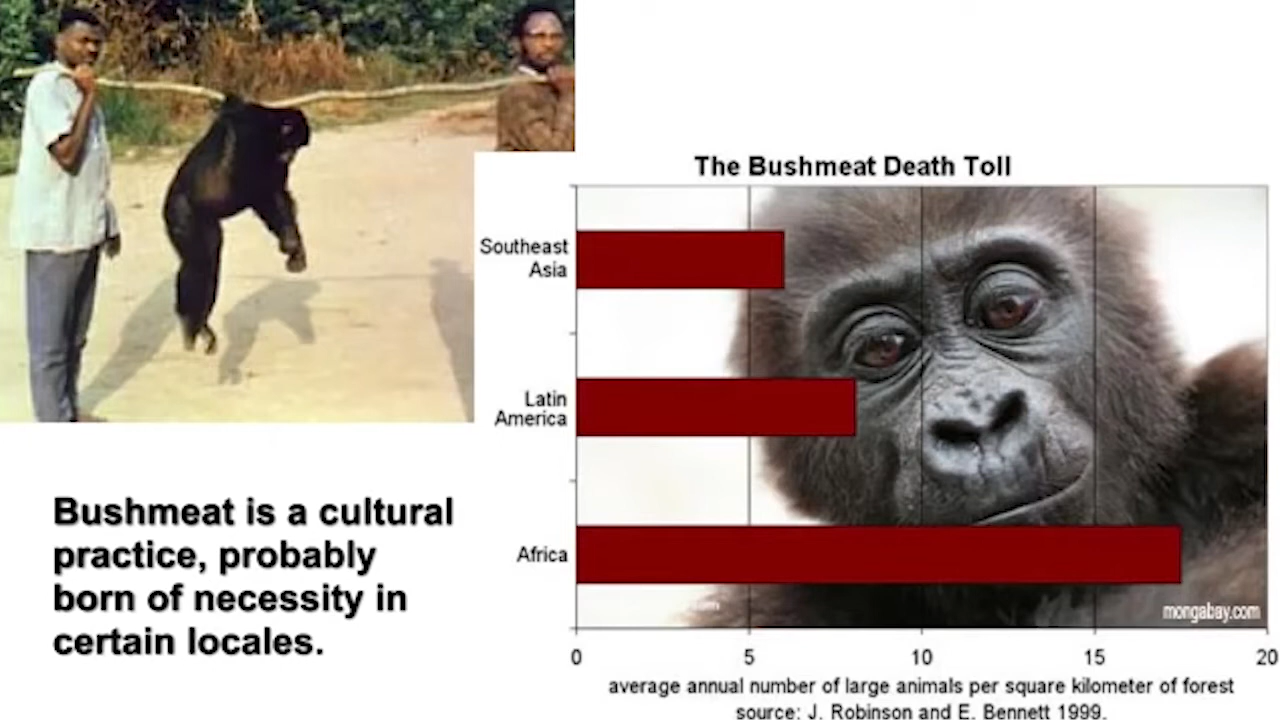 The Bushmeat Death Toll
Southeast
Asia
Latin
America
Africa
mongabay.com
0 5 10 15 20
average annual number of large animals per square kilometer of forest
source: J. Robinson and E. Bennett 1999.
Bushmeat is a cultural
practice, probably
born of necessity in
certain locales.